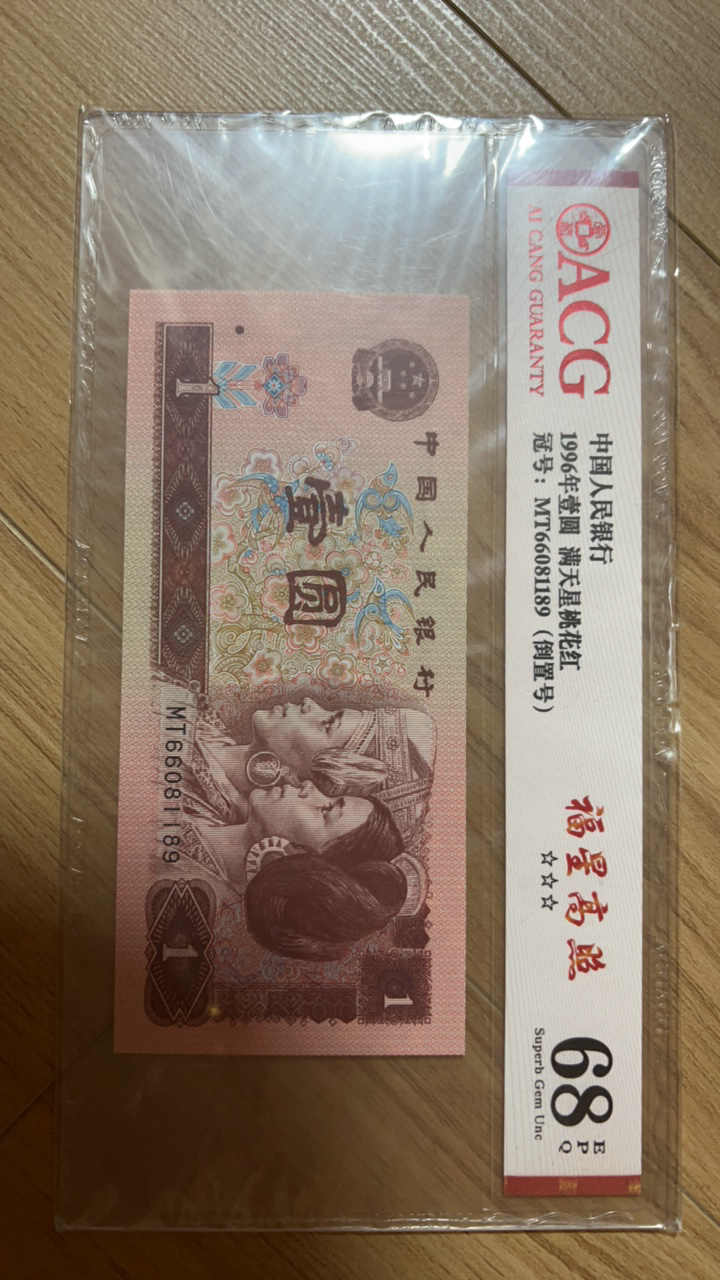 ACG
AI CANG GUARANTY
中国人民银行
1996年壹圆 满天星桃花红
冠号：MT66081189（倒置号）
福星高照
☆☆☆
68
EPQ
Superb Gem Unc
中国人民银行
壹圆
MT66081189
1
1
1